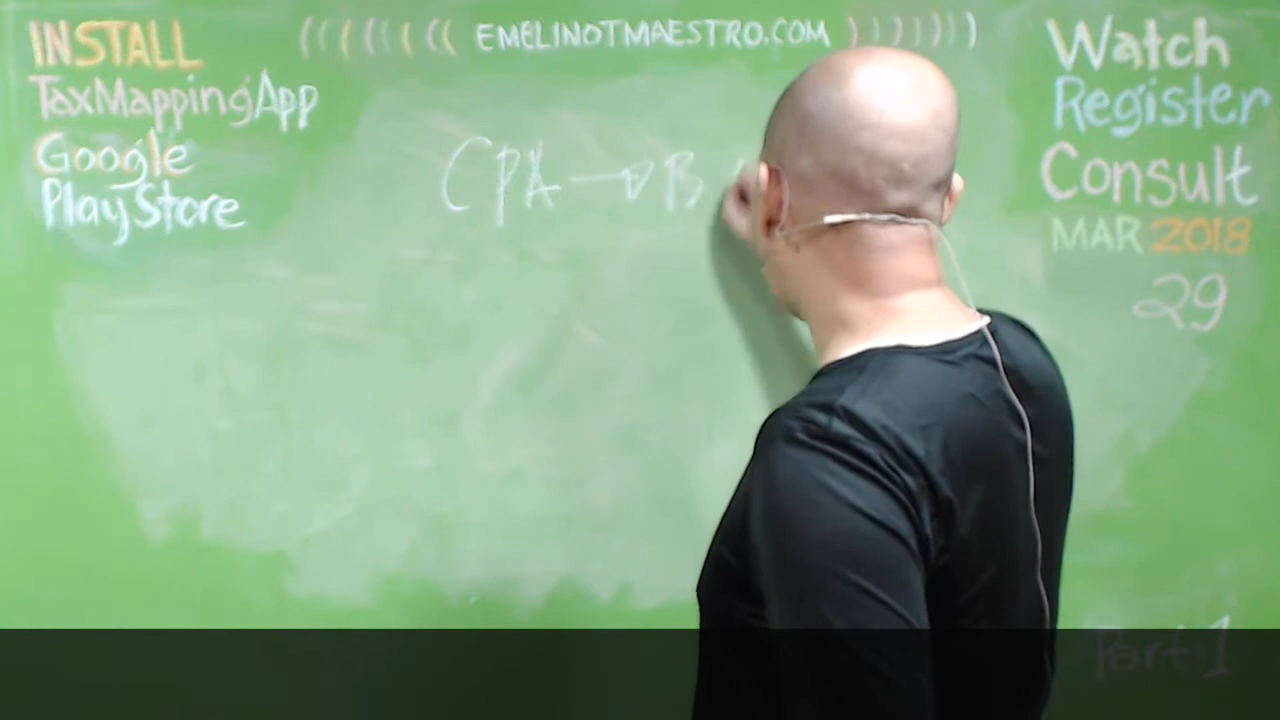 INSTALL
TaxMappingApp
Google
PlayStore
(((((((( EMELINOTMAESTRO.COM ))))))))
CPA → B
Watch
Register
Consult
MAR 2018
29
Part 1